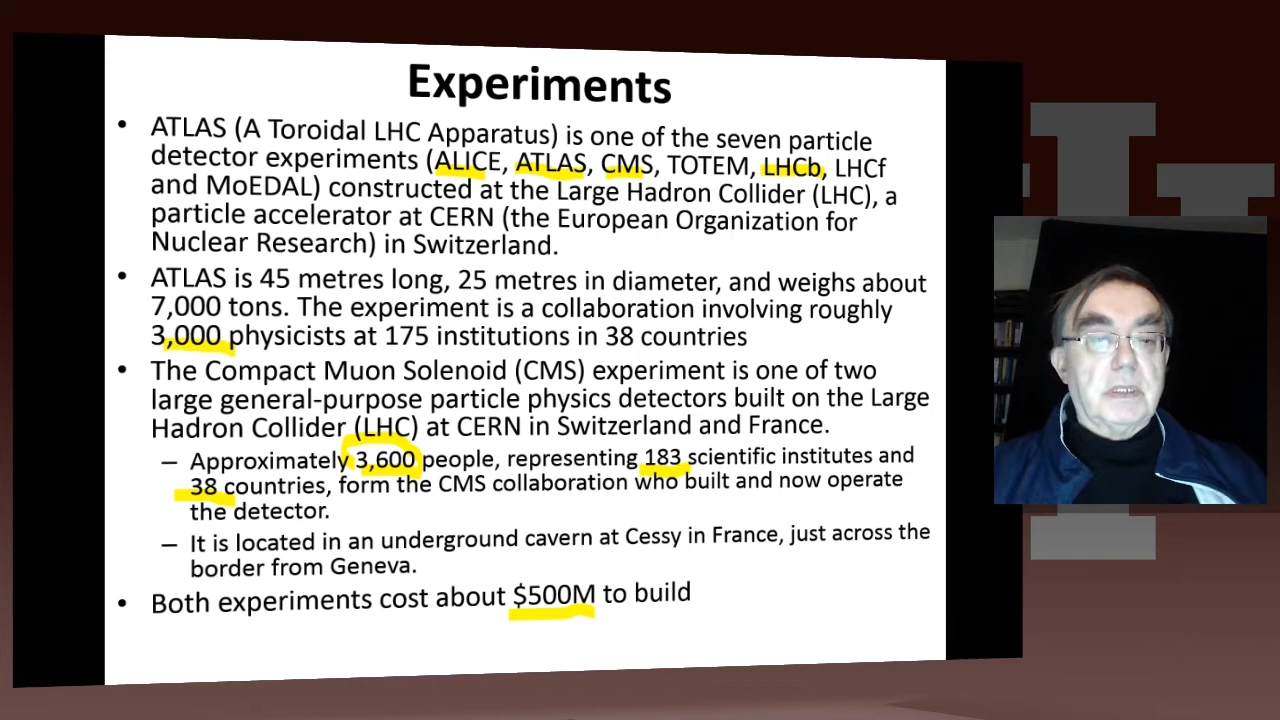 Experiments
• ATLAS (A Toroidal LHC Apparatus) is one of the seven particle
detector experiments (ALICE, ATLAS, CMS, TOTEM, LHCb, LHCf
and MoEDAL) constructed at the Large Hadron Collider (LHC), a
particle accelerator at CERN (the European Organization for
Nuclear Research) in Switzerland.
• ATLAS is 45 metres long, 25 metres in diameter, and weighs about
7,000 tons. The experiment is a collaboration involving roughly
3,000 physicists at 175 institutions in 38 countries
• The Compact Muon Solenoid (CMS) experiment is one of two
large general-purpose particle physics detectors built on the Large
Hadron Collider (LHC) at CERN in Switzerland and France.
– Approximately 3,600 people, representing 183 scientific institutes and
38 countries, form the CMS collaboration who built and now operate
the detector.
– It is located in an underground cavern at Cessy in France, just across the
border from Geneva.
• Both experiments cost about $500M to build